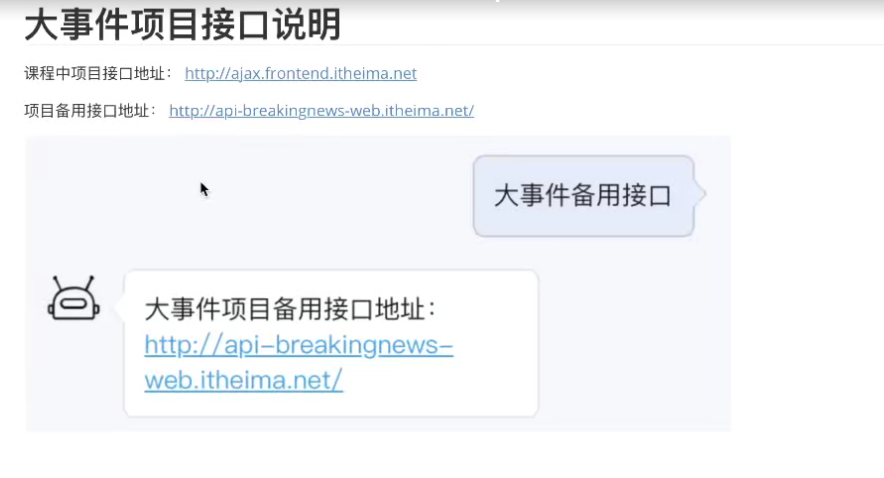 大事件项目接口说明
课程中项目接口地址： http://ajax.frontend.itheima.net
项目备用接口地址： http://api-breakingnews-web.itheima.net/
大事件备用接口
大事件项目备用接口地址：
http://api-breakingnews-
web.itheima.net/